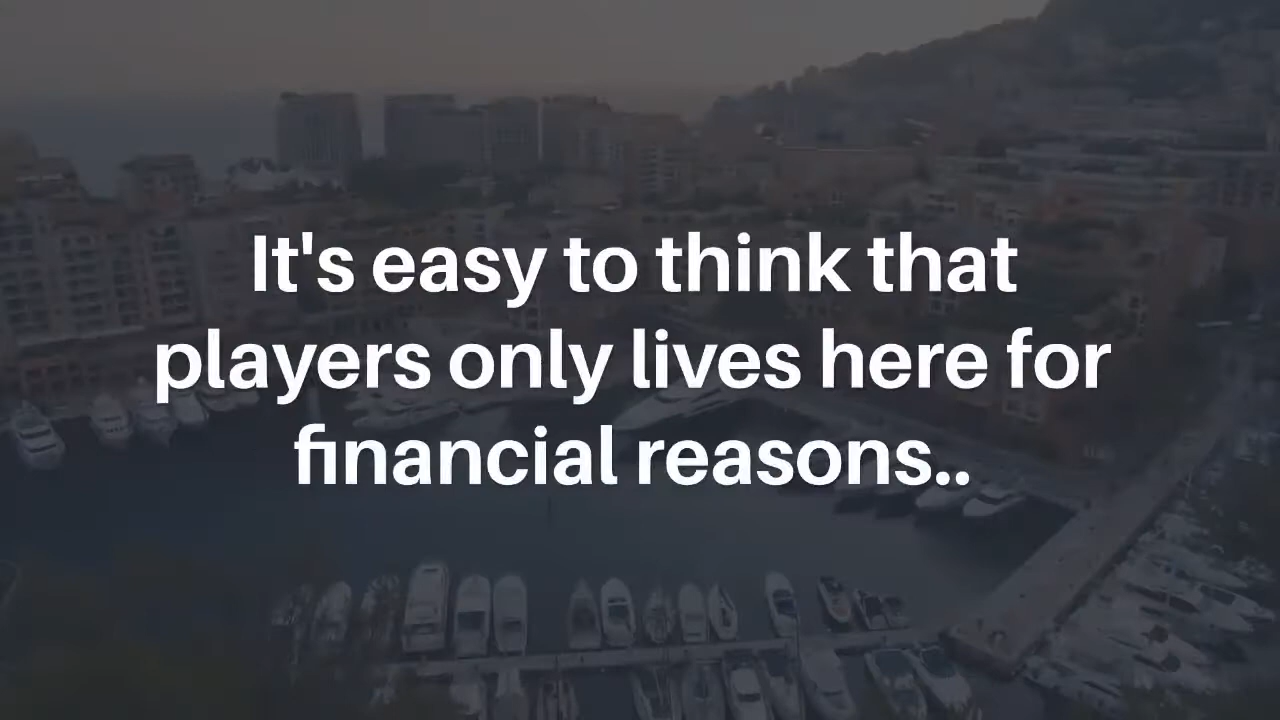 It's easy to think that
players only lives here for
financial reasons..